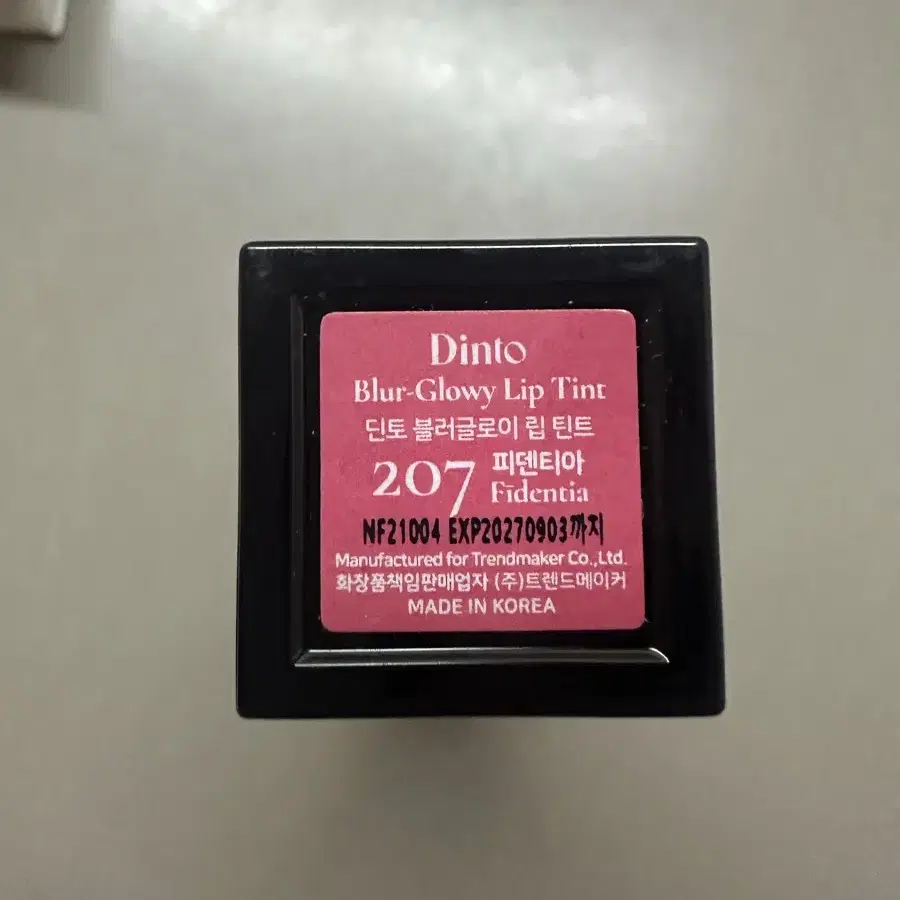 Dinto
Blur-Glowy Lip Tint
딘토 블러글로이 립 틴트
207 피덴티아
Fīdentia
NF21004 EXP20270903까지
Manufactured for Trendmaker Co.,Ltd.
화장품책임판매업자 (주)트렌드메이커
MADE IN KOREA